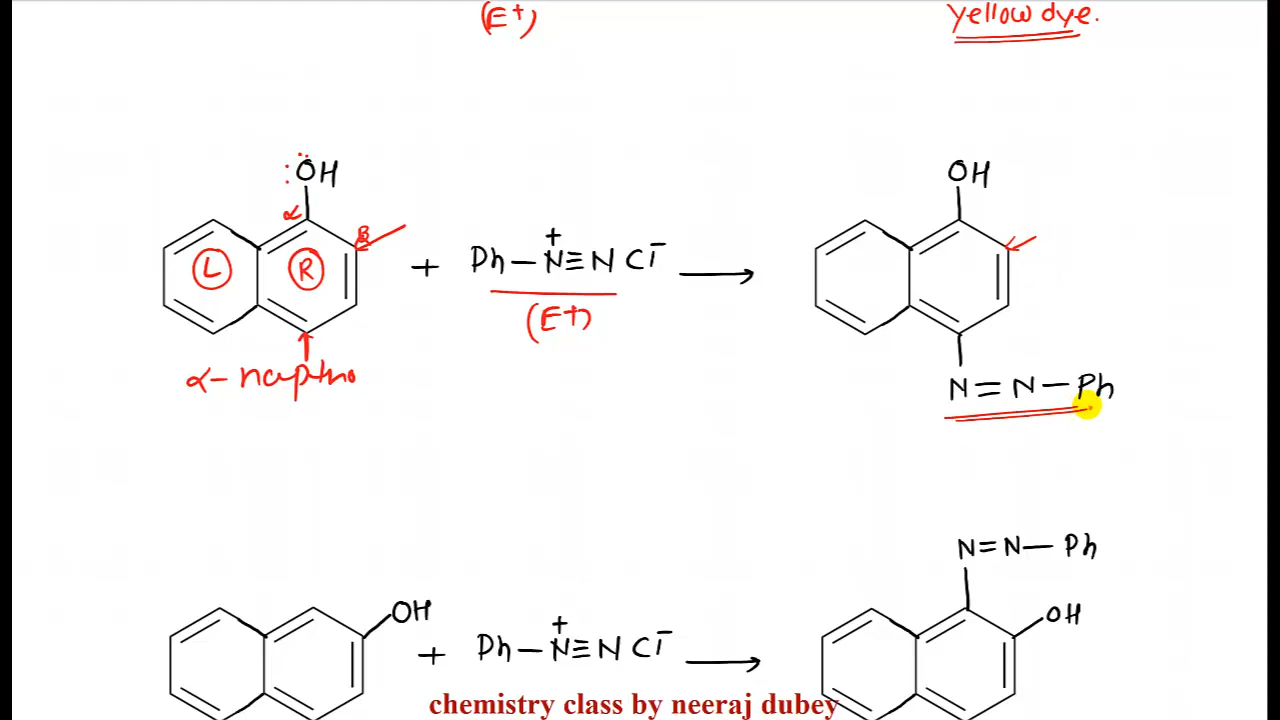 (E+)
yellow dye.
:ÖH
α
β
L
R
+
Ph–N⁺≡N Cl⁻
(E+)
α- naptho
OH
N=N–Ph
OH
+
Ph–N⁺≡N Cl⁻
N=N–Ph
OH
chemistry class by neeraj dubey